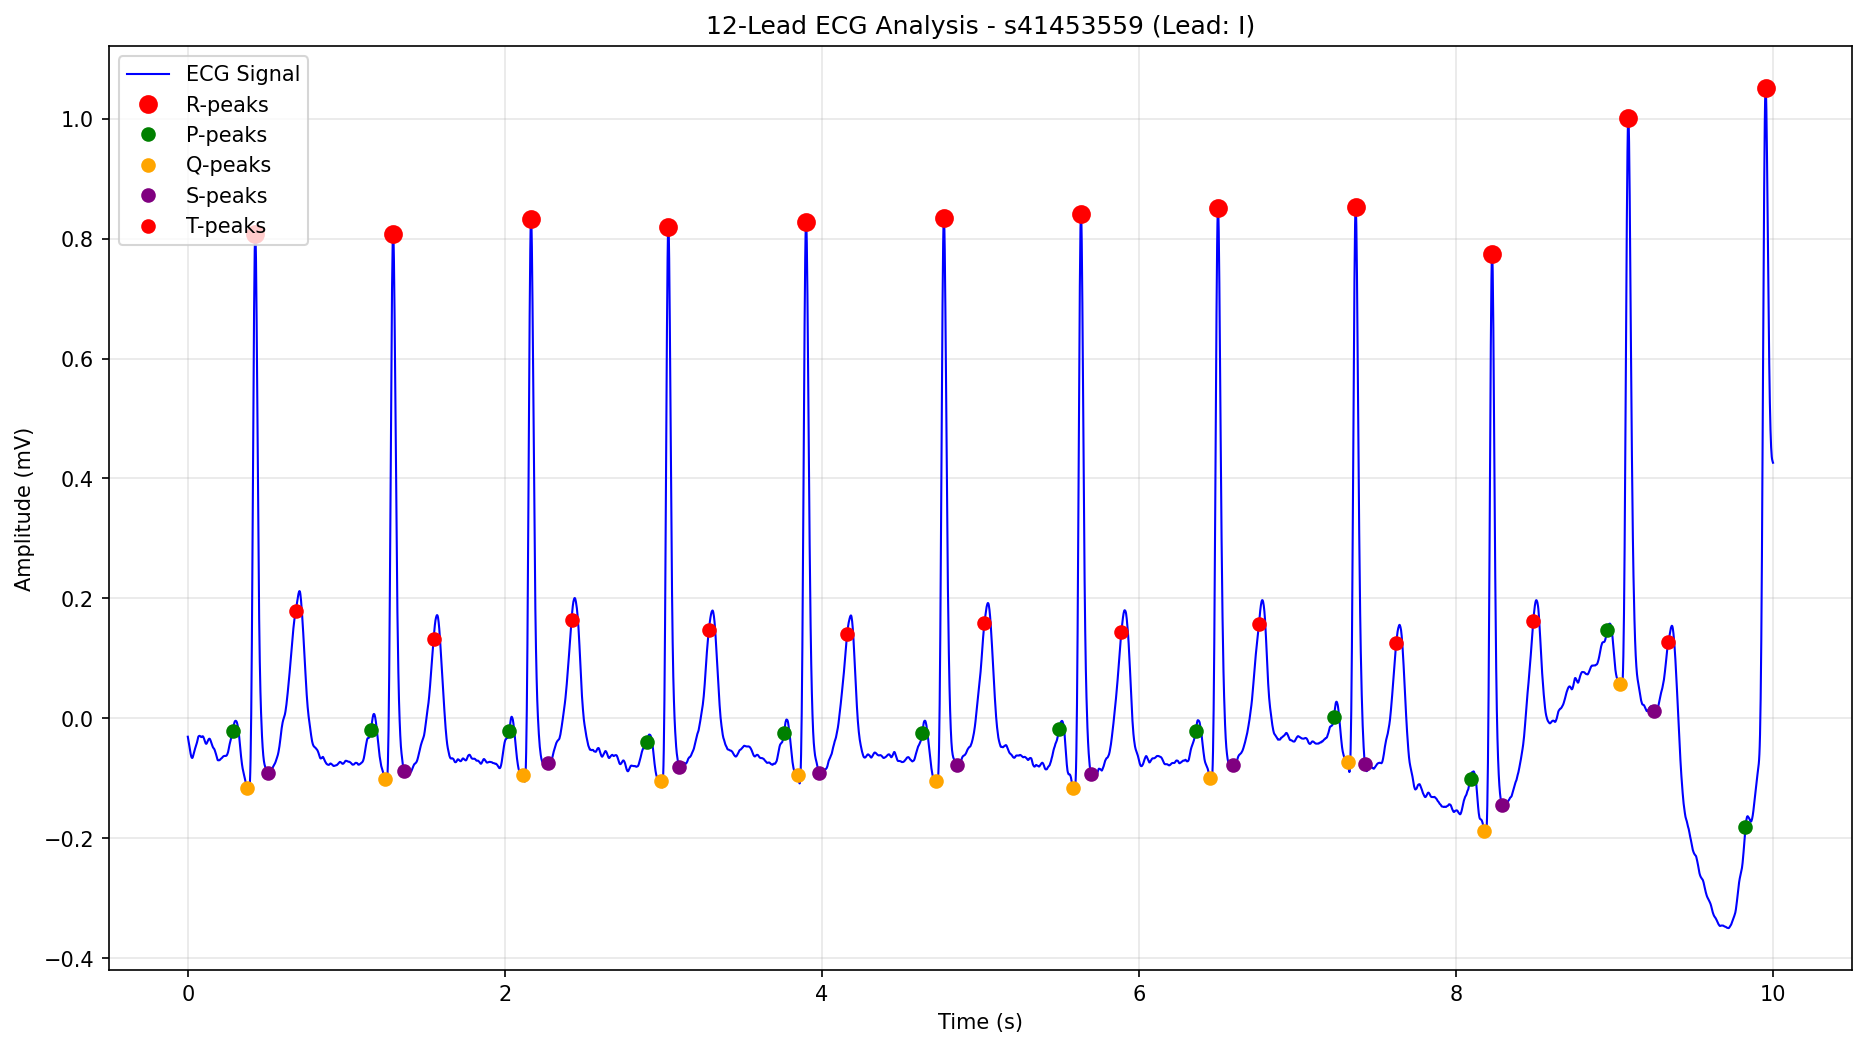 12-Lead ECG Analysis - s41453559 (Lead: I)
ECG Signal
R-peaks
P-peaks
Q-peaks
S-peaks
T-peaks
Amplitude (mV)
1.0
0.8
0.6
0.4
0.2
0.0
−0.2
−0.4
0
2
4
6
8
10
Time (s)